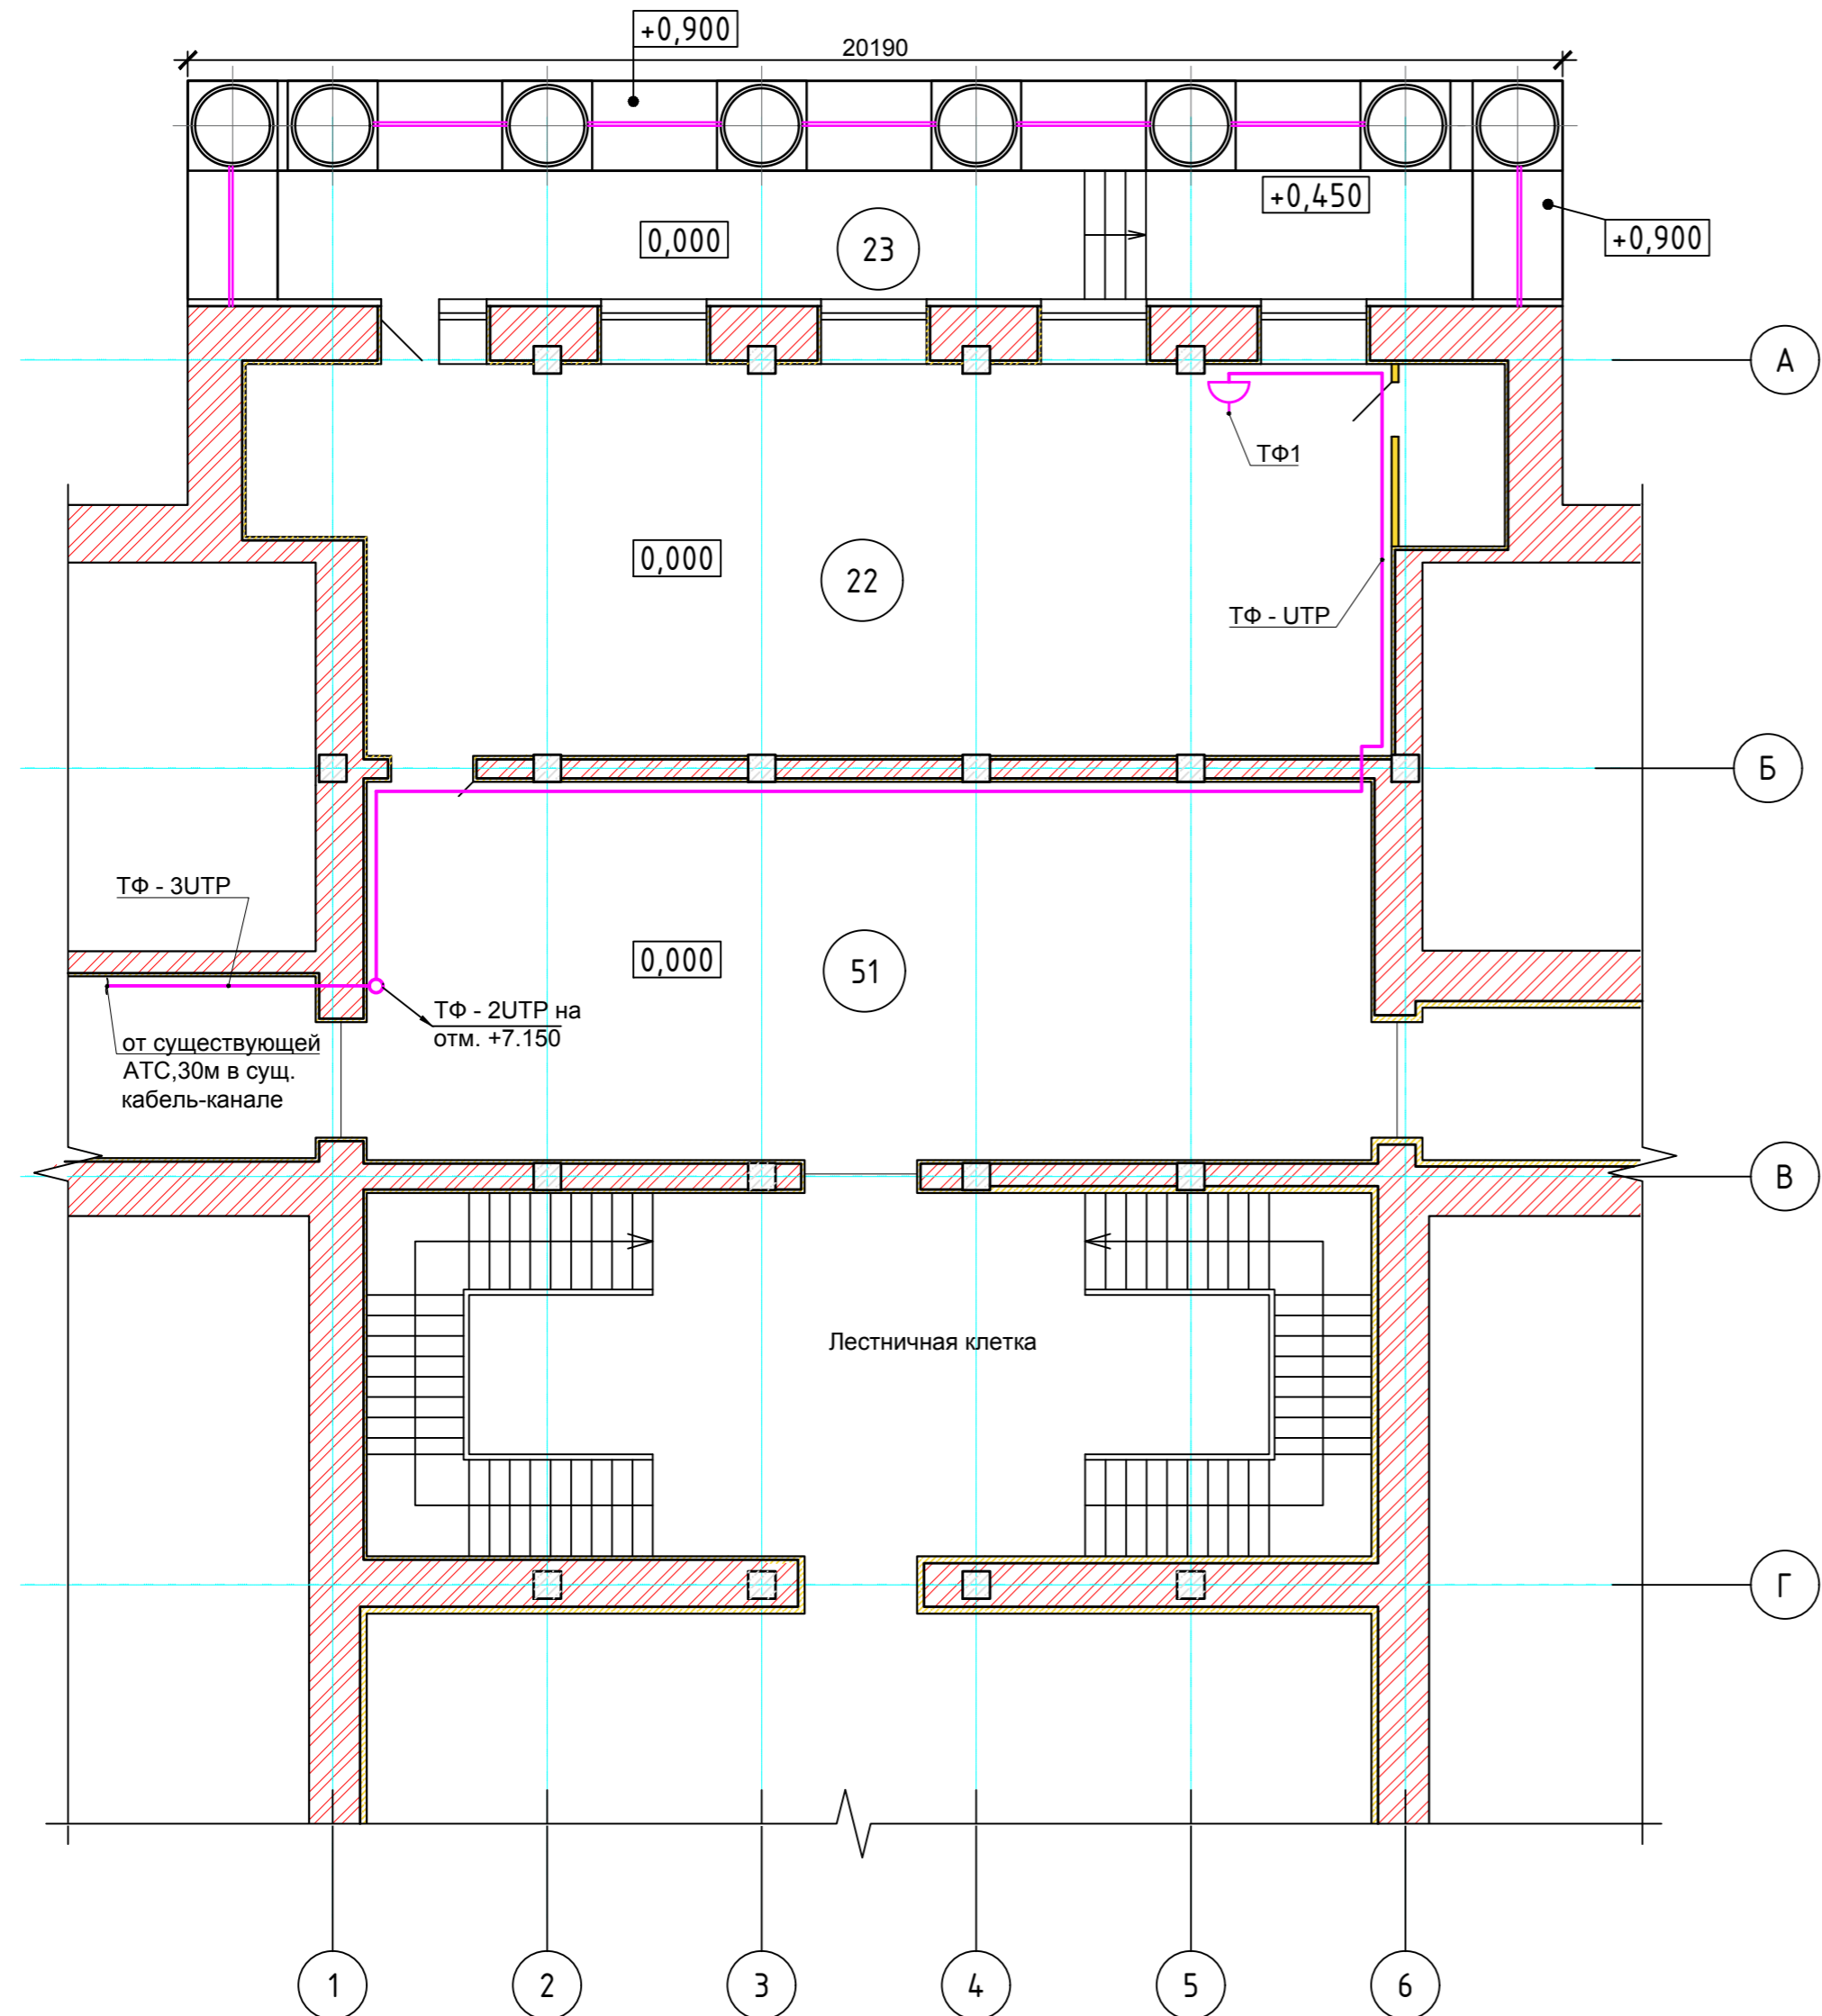 +0,900
20190
+0,450
0,000
23
+0,900
А
ТФ1
0,000
22
ТФ - UTP
Б
ТФ - 3UTP
0,000
51
ТФ - 2UTP на
отм. +7.150
от существующей
АТС,30м в сущ.
кабель-канале
В
Лестничная клетка
Г
1
2
3
4
5
6